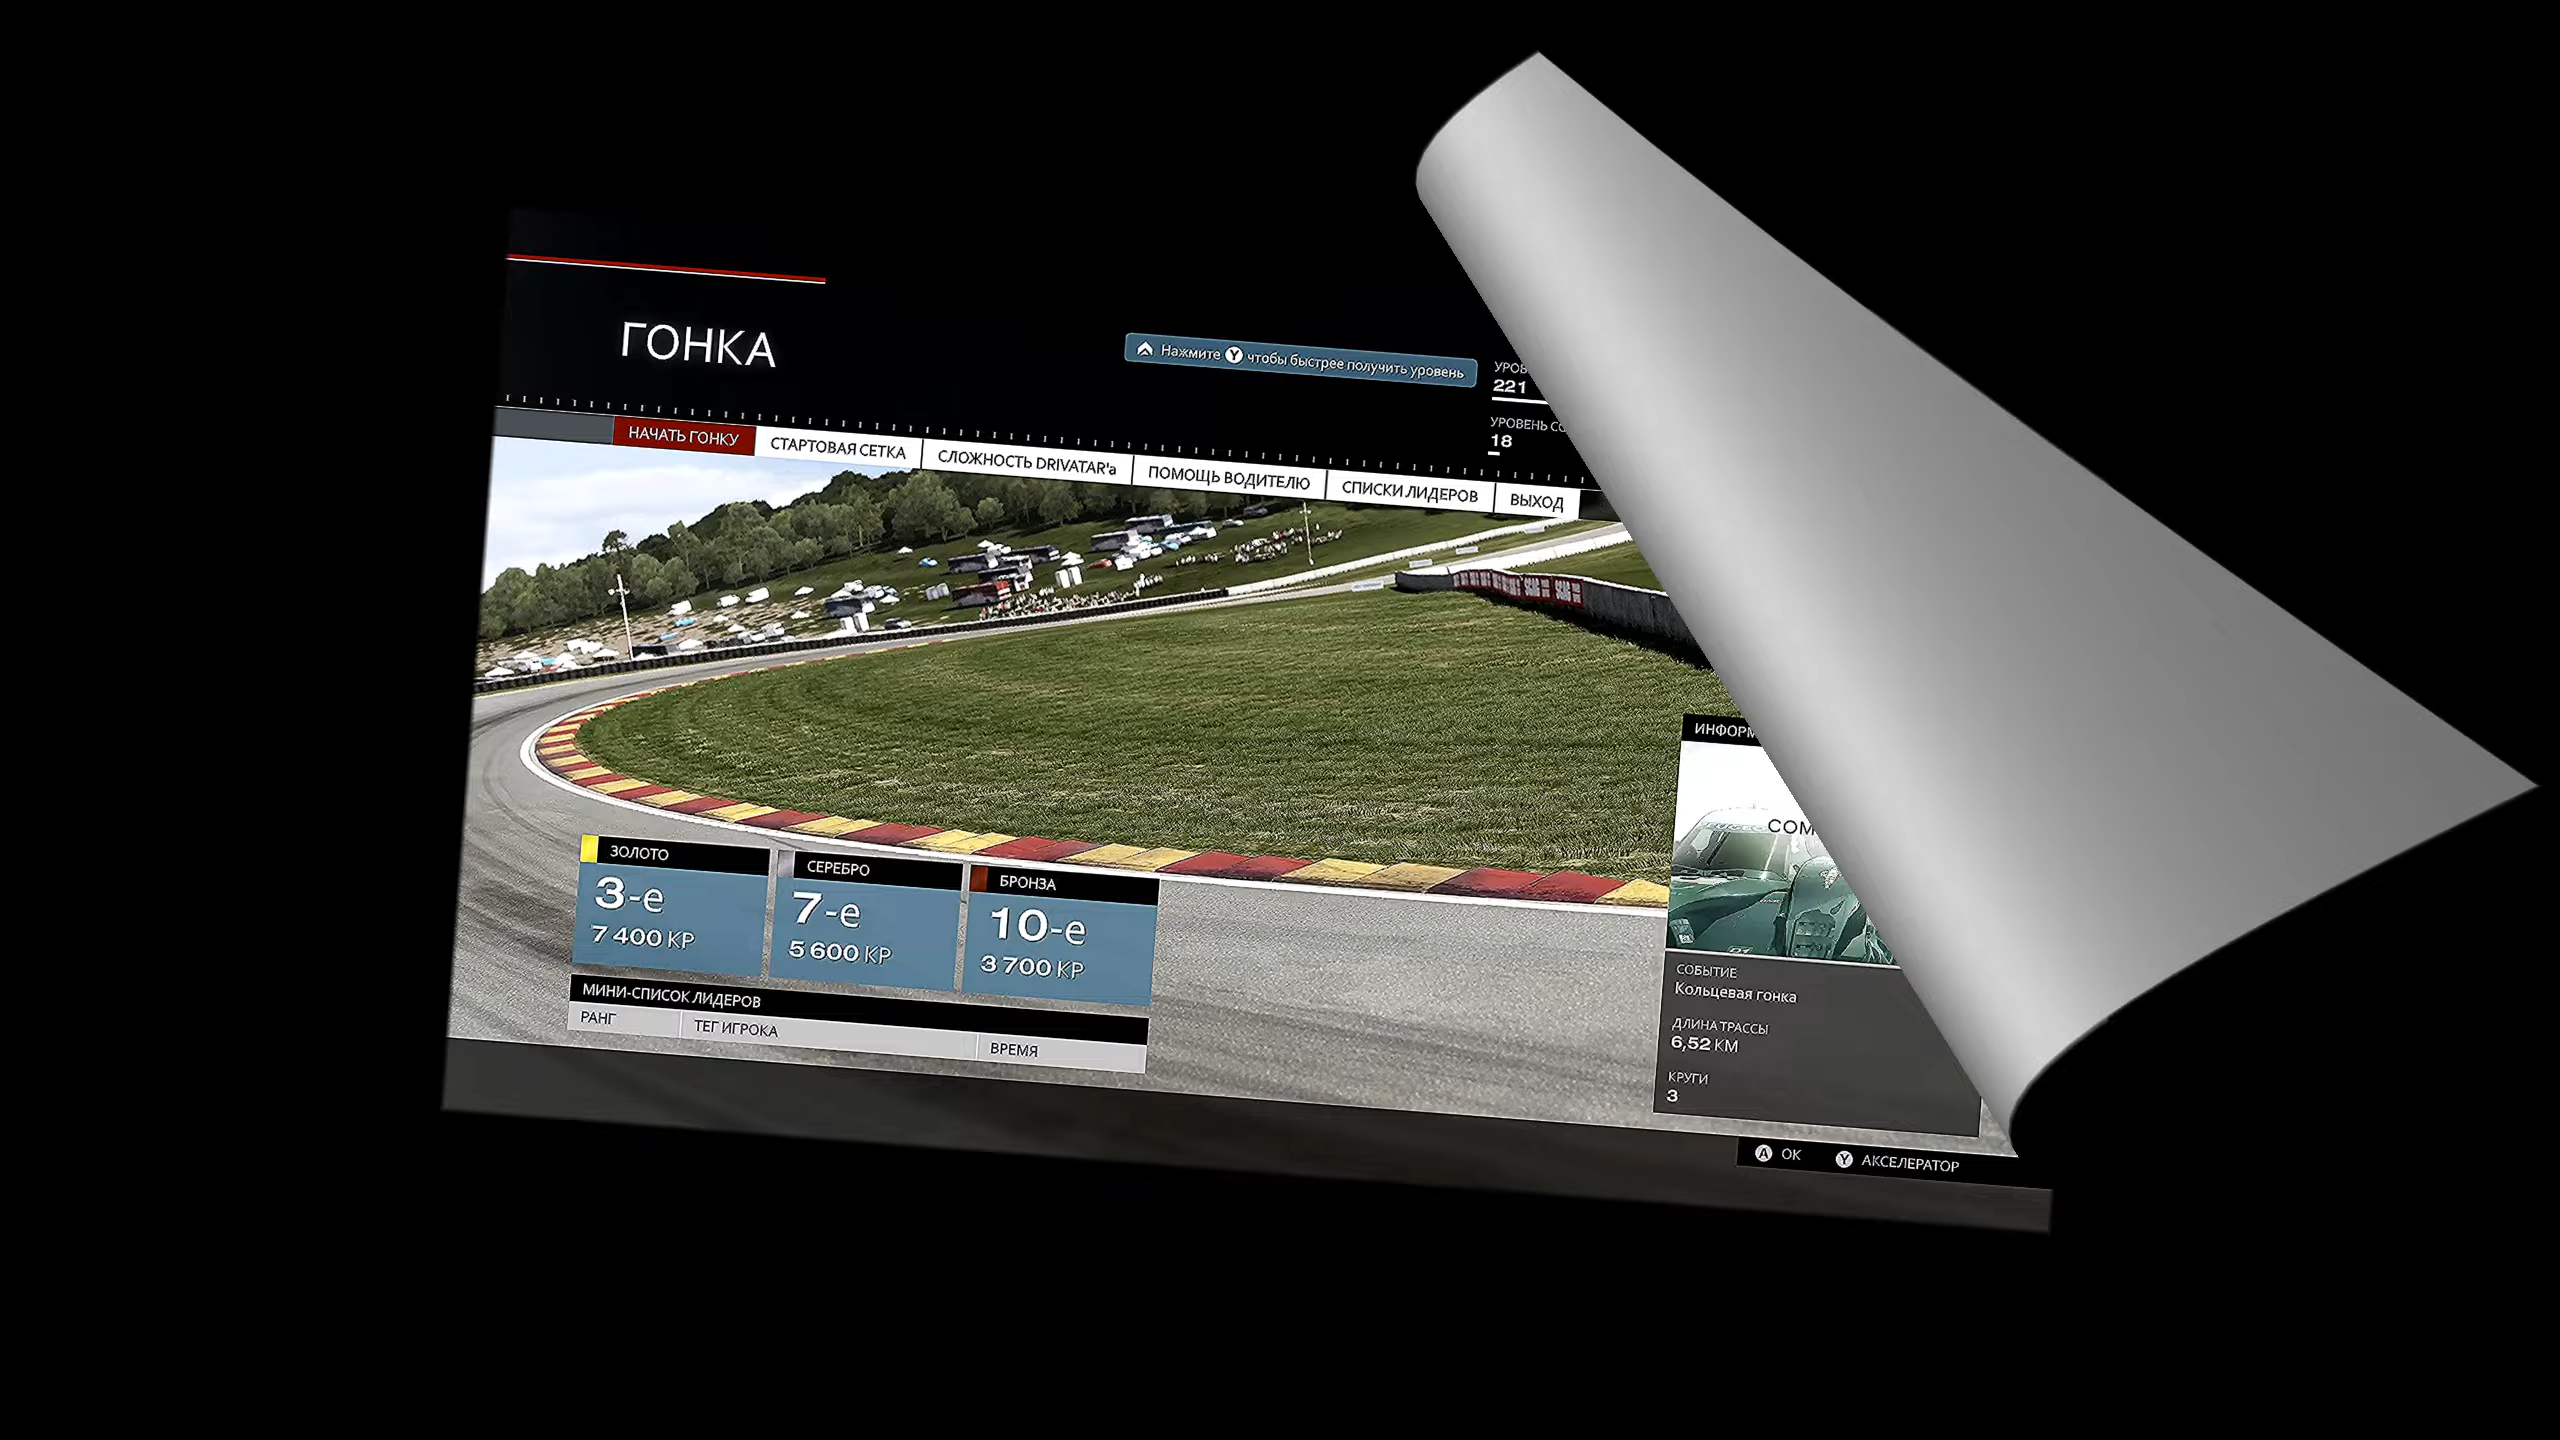 ГОНКА
Нажмите Y чтобы быстрее получить уровень
221
УРОВЕНЬ
18
НАЧАТЬ ГОНКУ
СТАРТОВАЯ СЕТКА
СЛОЖНОСТЬ DRIVATAR'а
ПОМОЩЬ ВОДИТЕЛЮ
СПИСКИ ЛИДЕРОВ
ВЫХОД
ЗОЛОТО
3-е
7 400 КР
СЕРЕБРО
7-е
5 600 КР
БРОНЗА
10-е
3 700 КР
МИНИ-СПИСОК ЛИДЕРОВ
РАНГ
ТЕГ ИГРОКА
ВРЕМЯ
СОБЫТИЕ
Кольцевая гонка
ДЛИНА ТРАССЫ
6,52 КМ
КРУГИ
3
A ОК
Y АКСЕЛЕРАТОР